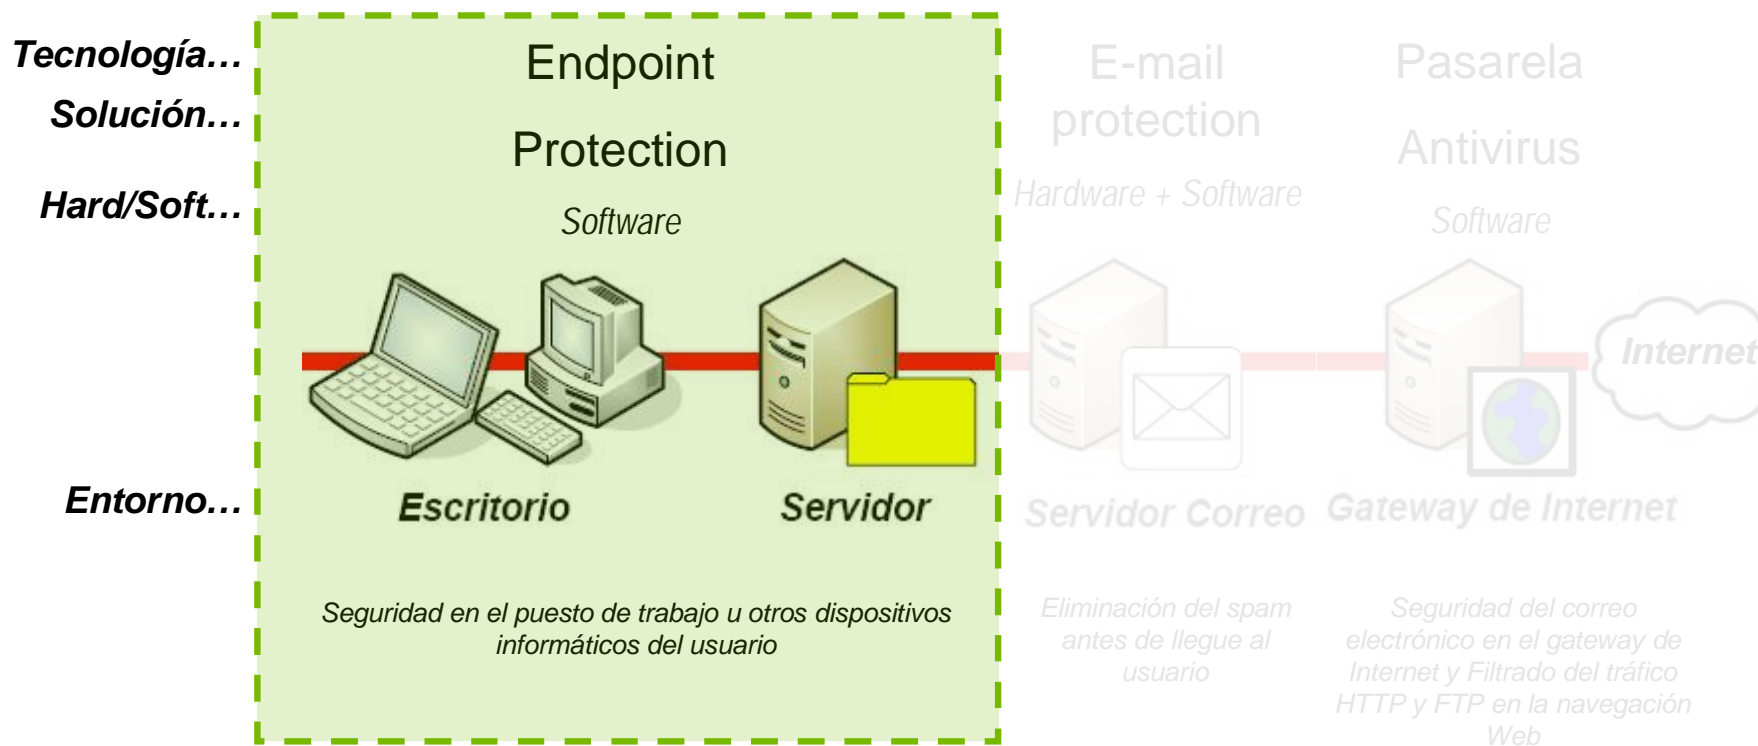 Tecnología…
Solución…
Hard/Soft…
Entorno…
Endpoint
Protection
Software
Escritorio
Servidor
Seguridad en el puesto de trabajo u otros dispositivos
informáticos del usuario
E-mail
protection
Hardware + Software
Servidor Correo
Eliminación del spam
antes de llegue al
usuario
Pasarela
Antivirus
Software
Internet
Gateway de Internet
Seguridad del correo
electrónico en el gateway de
Internet y Filtrado del tráfico
HTTP y FTP en la navegación
Web